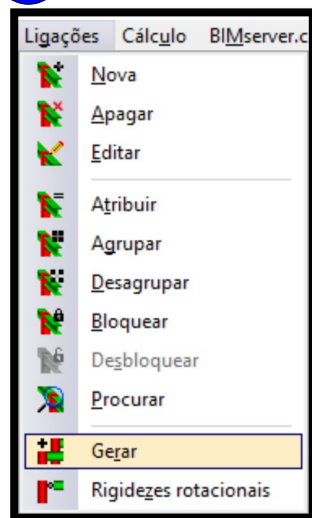 Ligações Cálculo BIMserver.c
Nova
Apagar
Editar
Atribuir
Agrupar
Desagrupar
Bloquear
Desbloquear
Procurar
Gerar
Rigidezes rotacionais